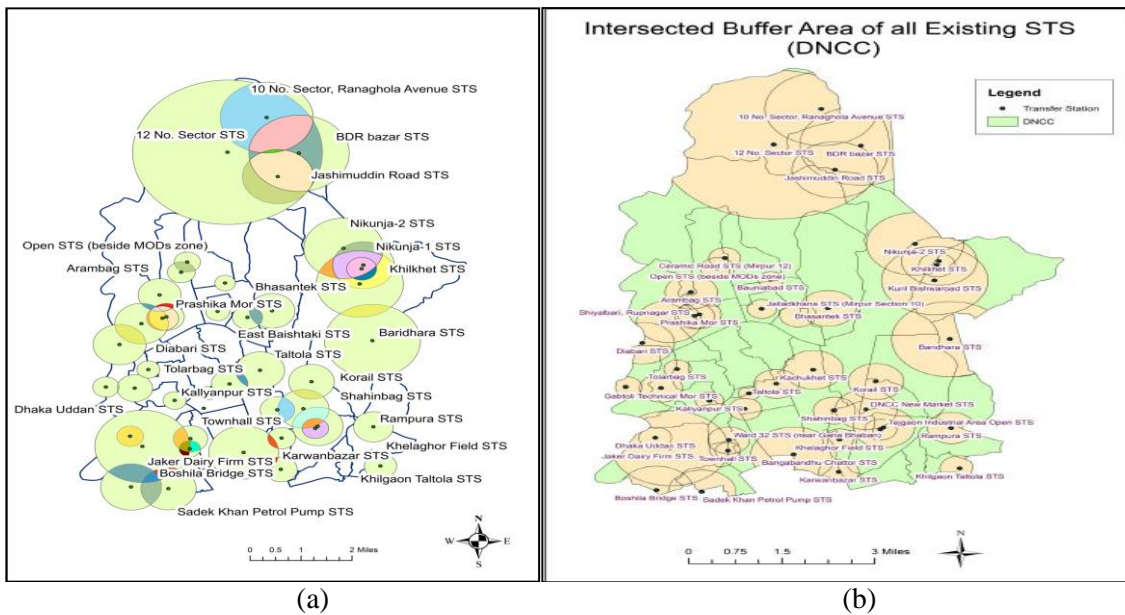 10 No. Sector, Ranaghola Avenue STS
12 No. Sector STS
BDR bazar STS
Jashimuddin Road STS
Nikunja-2 STS
Open STS (beside MODs zone)
Nikunja-1 STS
Arambag STS
Khilkhet STS
Bhasantek STS
Prashika Mor STS
East Baishtaki STS
Baridhara STS
Diabari STS
Taltola STS
Tolarbag STS
Korail STS
Kallyanpur STS
Shahinbag STS
Dhaka Uddan STS
Townhall STS
Rampura STS
Khelaghor Field STS
Karwanbazar STS
Jaker Dairy Firm STS
Boshila Bridge STS
Khilgaon Taltola STS
Sadek Khan Petrol Pump STS
N
W E
S
0 0.5 1 2 Miles
(a)
Intersected Buffer Area of all Existing STS
(DNCC)
Legend
Transfer Station
DNCC
10 No. Sector, Ranaghola Avenue STS
12 No. Sector STS
BDR bazar STS
Jashimuddin Road STS
Nikunja-2 STS
Ceramic Road STS (Mirpur 12)
Khilkhet STS
Open STS (beside MODs zone)
Kuril Bishwaroad STS
Bauniabad STS
Arambag STS
Jalladkhana STS (Mirpur Section 10)
Shiyalbari, Rupnagar STS
Prashika Mor STS
Bhasantek STS
Diabari STS
Baridhara STS
Tolarbag STS
Kachukhet STS
Gabtoli Technical Mor STS
Taltola STS
Korail STS
Kallyanpur STS
Shahinbag STS
DNCC New Market STS
Tejgaon Industrial Area Open STS
Rampura STS
Dhaka Uddan STS
Ward 32 STS (near Gana Bhaban)
Khelaghor Field STS
Jaker Dairy Firm STS
Townhall STS
Bangabandhu Chattor STS
Karwanbazar STS
Khilgaon Taltola STS
Boshila Bridge STS
Sadek Khan Petrol Pump STS
0 0.75 1.5 3 Miles
N
(b)